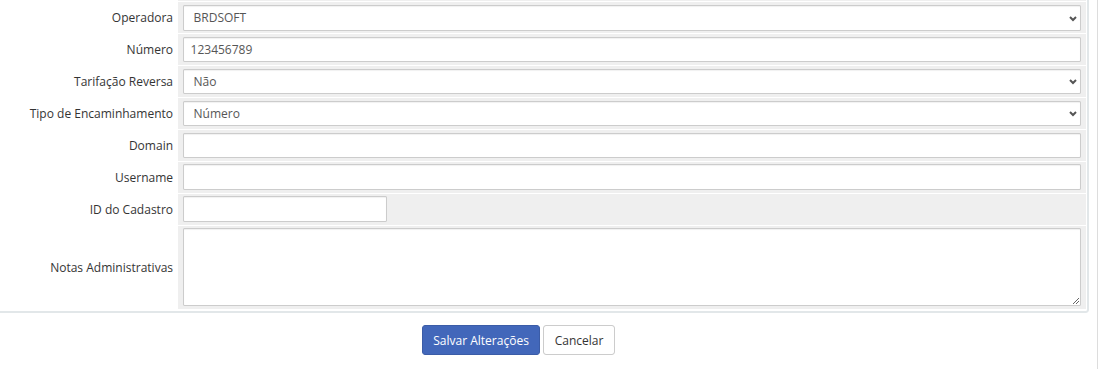 Operadora BRDSOFT
Número 123456789
Tarifação Reversa Não
Tipo de Encaminhamento Número
Domain
Username
ID do Cadastro
Notas Administrativas
Salvar Alterações Cancelar